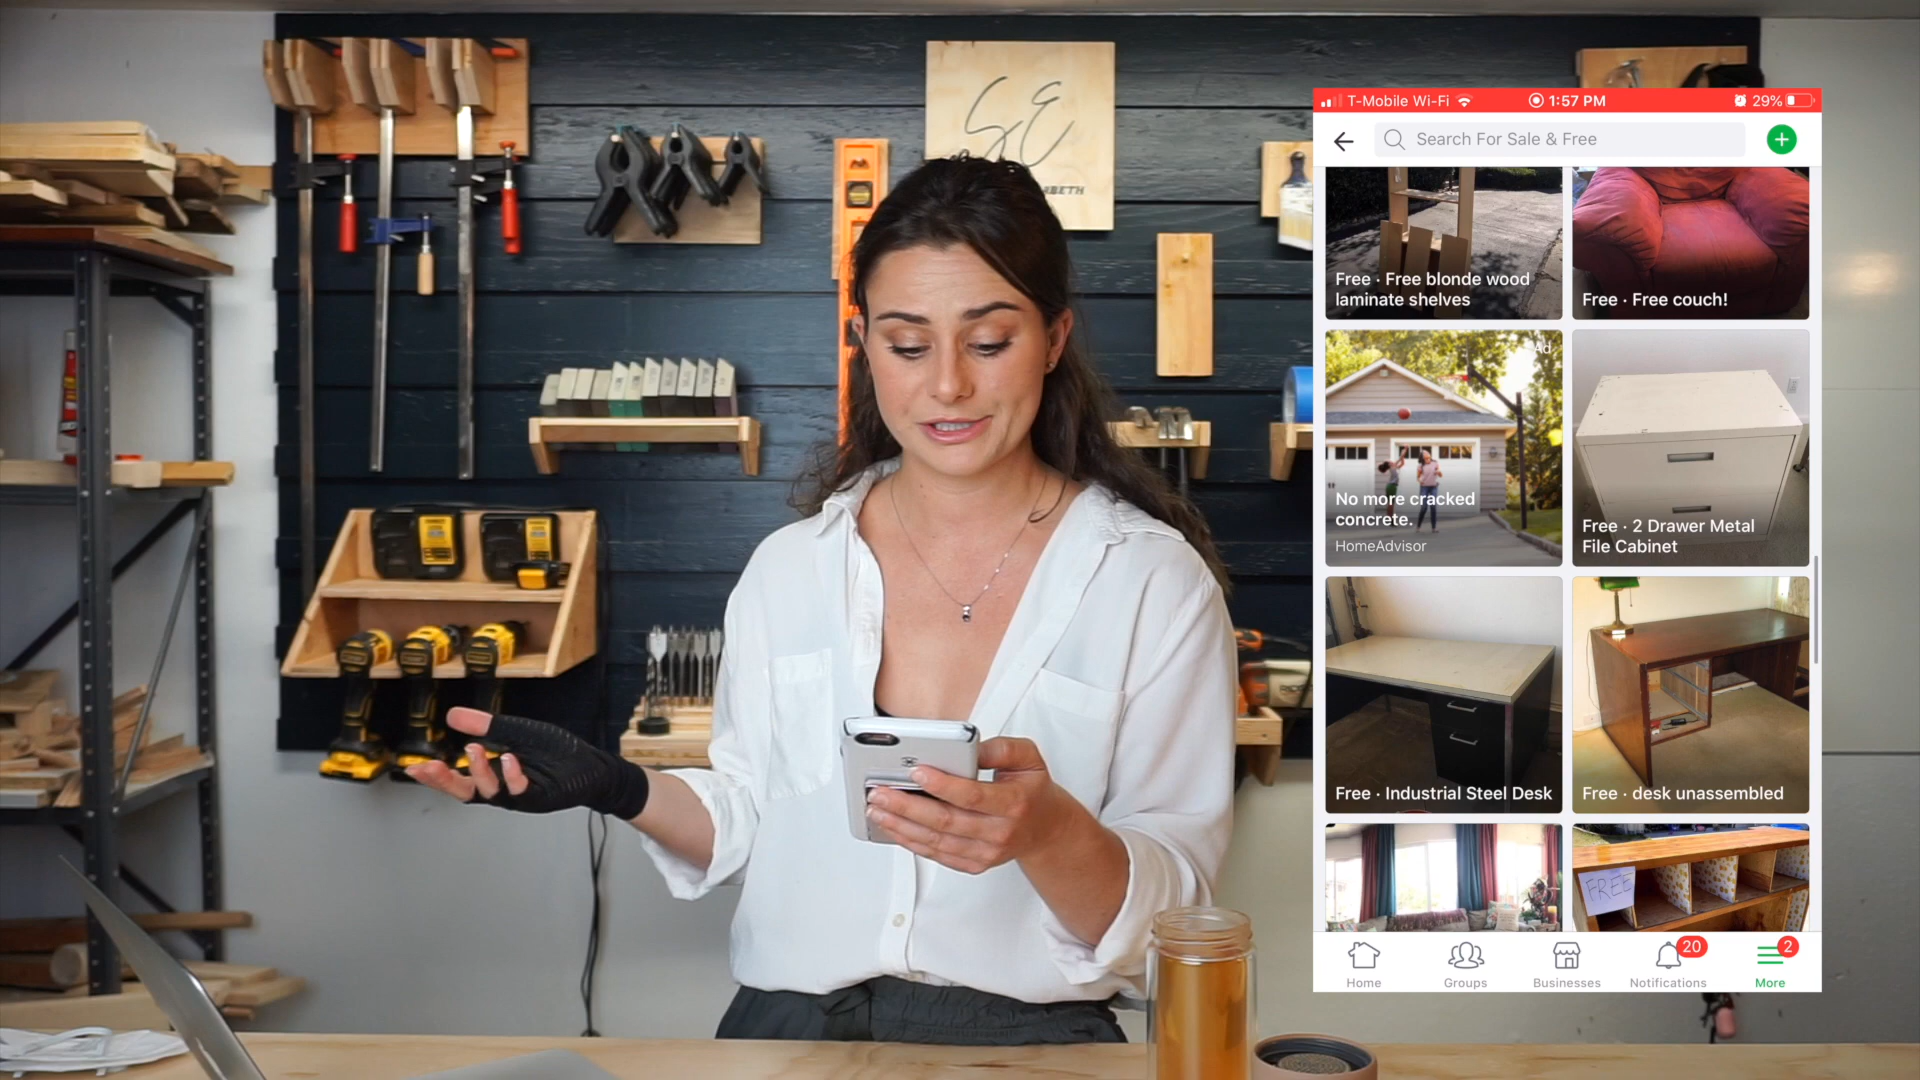 SE
T-Mobile Wi-Fi
1:57 PM
29%
Search For Sale & Free
Free · Free blonde wood
laminate shelves
Free · Free couch!
Ad
No more cracked
concrete.
HomeAdvisor
Free · 2 Drawer Metal
File Cabinet
Free · Industrial Steel Desk
Free · desk unassembled
FREE
20
2
Home
Groups
Businesses
Notifications
More